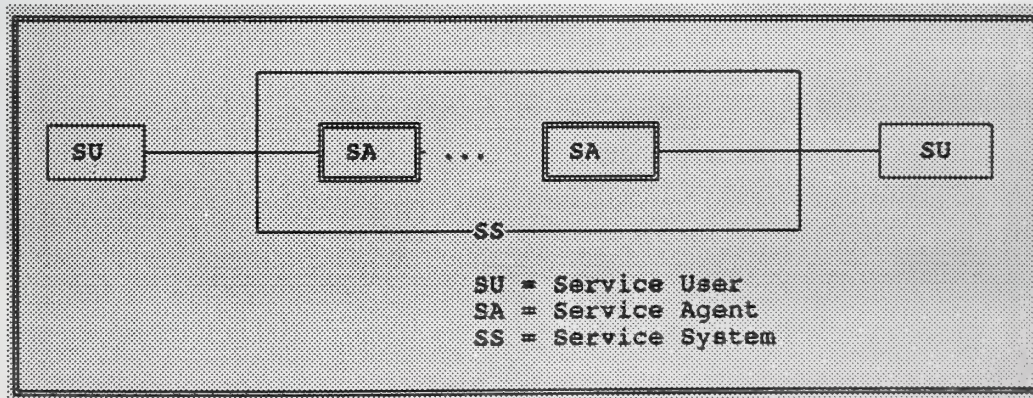 SU SA ... SA SU
SS
SU = Service User
SA = Service Agent
SS = Service System